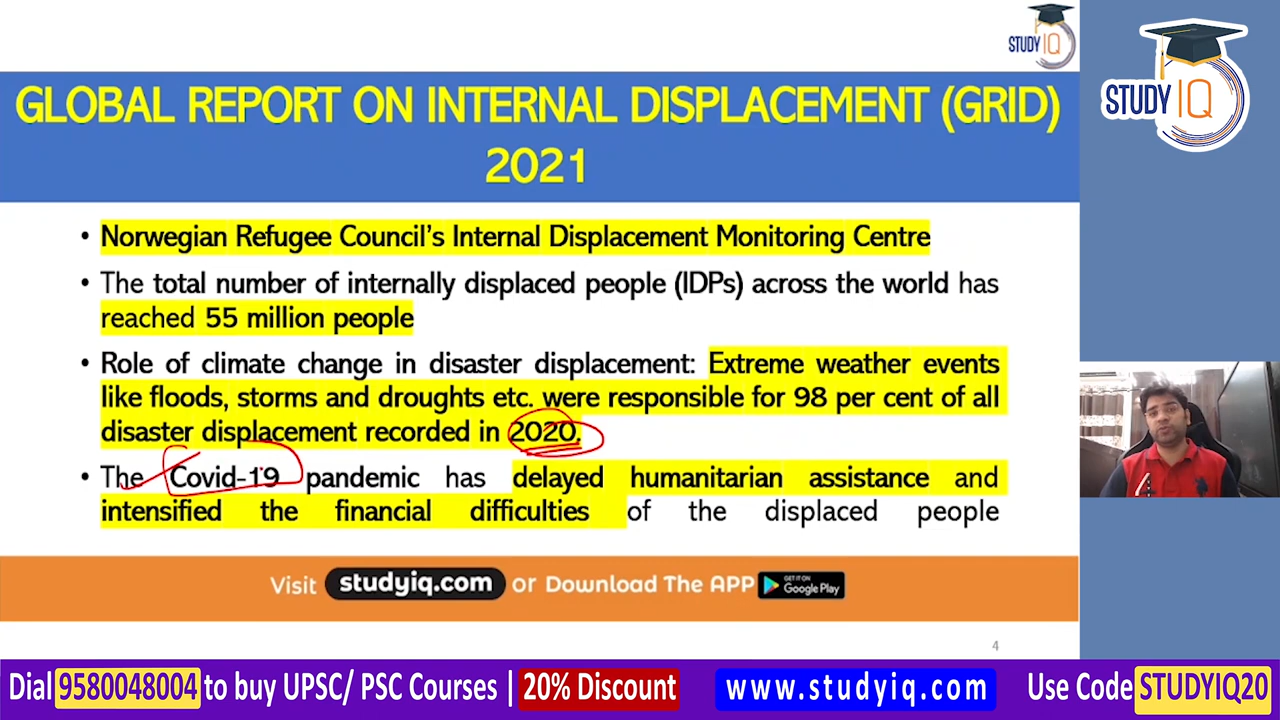 STUDY IQ
STUDY IQ
GLOBAL REPORT ON INTERNAL DISPLACEMENT (GRID)
2021
• Norwegian Refugee Council's Internal Displacement Monitoring Centre
• The total number of internally displaced people (IDPs) across the world has
reached 55 million people
• Role of climate change in disaster displacement: Extreme weather events
like floods, storms and droughts etc. were responsible for 98 per cent of all
disaster displacement recorded in 2020.
• The Covid-19 pandemic has delayed humanitarian assistance and
intensified the financial difficulties of the displaced people
Visit studyiq.com or Download The APP GET IT ON Google Play
4
Dial 9580048004 to buy UPSC/ PSC Courses | 20% Discount www.studyiq.com Use Code STUDYIQ20